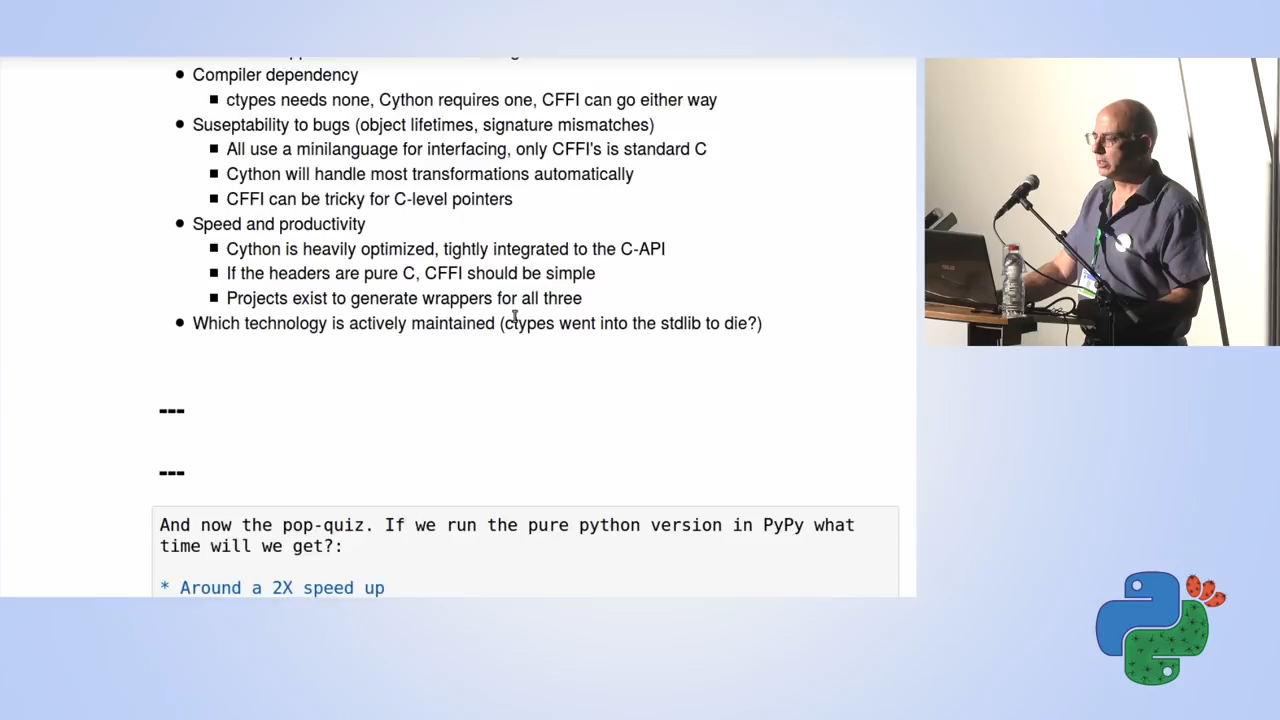 Compiler dependency
ctypes needs none, Cython requires one, CFFI can go either way
Suseptability to bugs (object lifetimes, signature mismatches)
All use a minilanguage for interfacing, only CFFI's is standard C
Cython will handle most transformations automatically
CFFI can be tricky for C-level pointers
Speed and productivity
Cython is heavily optimized, tightly integrated to the C-API
If the headers are pure C, CFFI should be simple
Projects exist to generate wrappers for all three
Which technology is actively maintained (ctypes went into the stdlib to die?)
---
---
And now the pop-quiz. If we run the pure python version in PyPy what
time will we get?:
* Around a 2X speed up